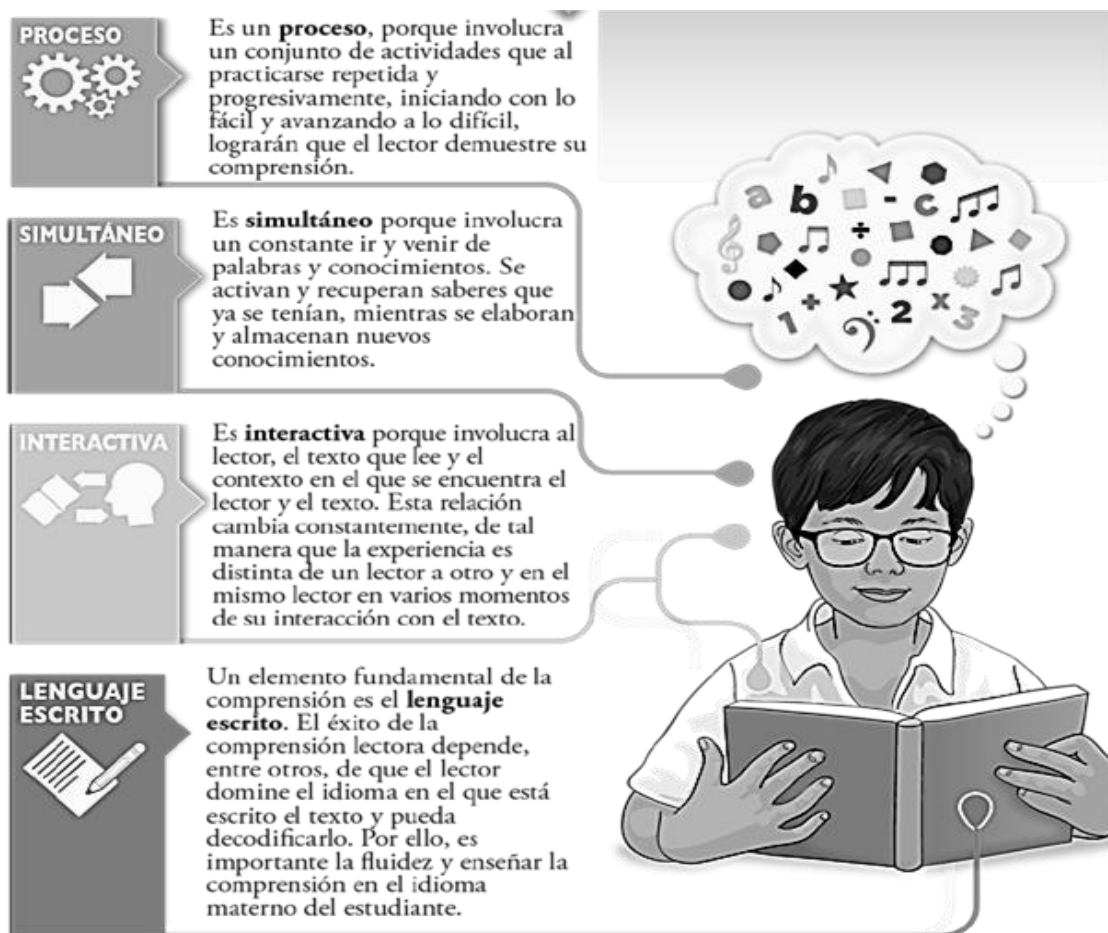 PROCESO
Es un proceso, porque involucra
un conjunto de actividades que al
practicarse repetida y
progresivamente, iniciando con lo
fácil y avanzando a lo difícil,
lograrán que el lector demuestre su
comprensión.
SIMULTÁNEO
Es simultáneo porque involucra
un constante ir y venir de
palabras y conocimientos. Se
activan y recuperan saberes que
ya se tenían, mientras se elaboran
y almacenan nuevos
conocimientos.
INTERACTIVA
Es interactiva porque involucra al
lector, el texto que lee y el
contexto en el que se encuentra el
lector y el texto. Esta relación
cambia constantemente, de tal
manera que la experiencia es
distinta de un lector a otro y en el
mismo lector en varios momentos
de su interacción con el texto.
LENGUAJE
ESCRITO
Un elemento fundamental de la
comprensión es el lenguaje
escrito. El éxito de la
comprensión lectora depende,
entre otros, de que el lector
domine el idioma en el que está
escrito el texto y pueda
decodificarlo. Por ello, es
importante la fluidez y enseñar la
comprensión en el idioma
materno del estudiante.
a b - c
÷
1 + 2 x 3